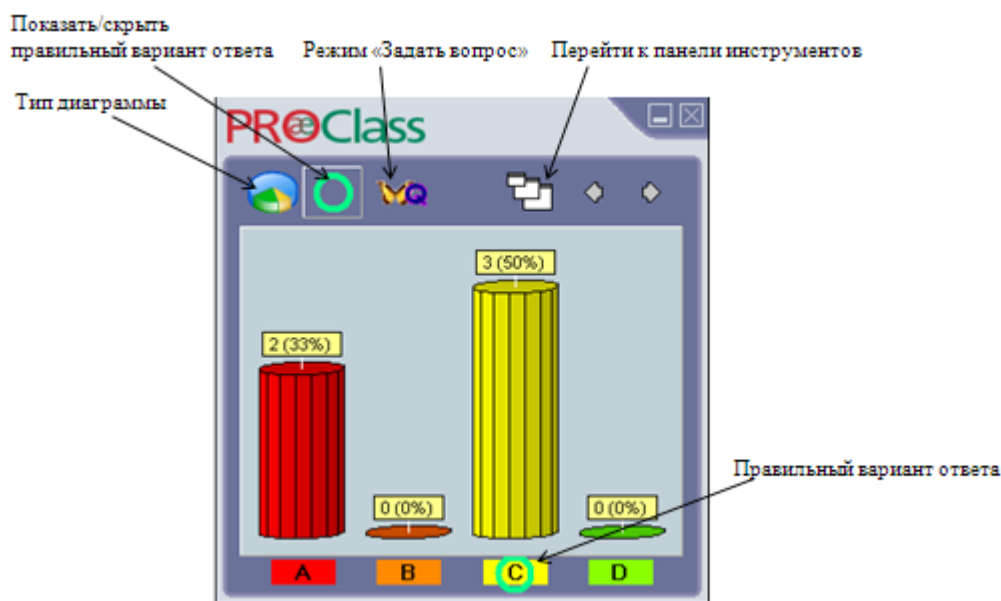 Показать/скрыть
правильный вариант ответа
Режим «Задать вопрос»
Перейти к панели инструментов
Тип диаграммы
PROæClass
3 (50%)
2 (33%)
0 (0%)
0 (0%)
Правильный вариант ответа
A B C D